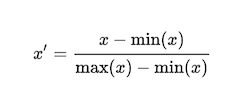 x′ = (x − min(x)) / (max(x) − min(x))